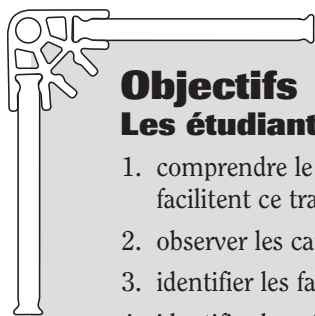 Objectifs
Les étudiant
1. comprendre le
facilitent ce tra
2. observer les ca
3. identifier les fa